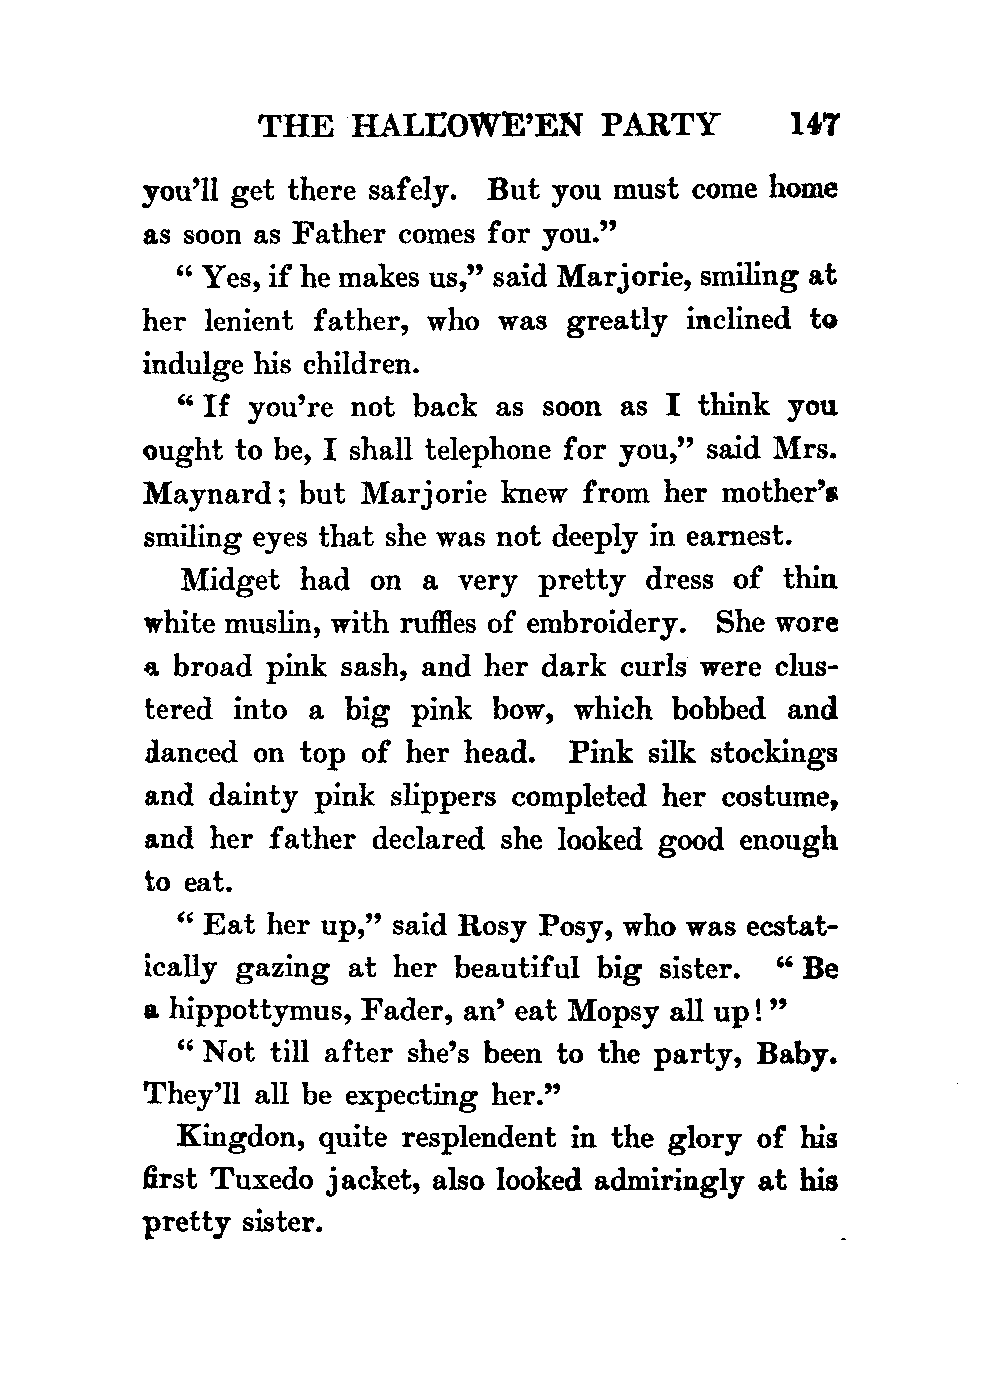 THE HALLOWE'EN PARTY 147
you'll get there safely. But you must come home
as soon as Father comes for you."
"Yes, if he makes us," said Marjorie, smiling at
her lenient father, who was greatly inclined to
indulge his children.
"If you're not back as soon as I think you
ought to be, I shall telephone for you," said Mrs.
Maynard; but Marjorie knew from her mother's
smiling eyes that she was not deeply in earnest.
Midget had on a very pretty dress of thin
white muslin, with ruffles of embroidery. She wore
a broad pink sash, and her dark curls were clus-
tered into a big pink bow, which bobbed and
danced on top of her head. Pink silk stockings
and dainty pink slippers completed her costume,
and her father declared she looked good enough
to eat.
"Eat her up," said Rosy Posy, who was ecstat-
ically gazing at her beautiful big sister. "Be
a hippottymus, Fader, an' eat Mopsy all up!"
"Not till after she's been to the party, Baby.
They'll all be expecting her."
Kingdon, quite resplendent in the glory of his
first Tuxedo jacket, also looked admiringly at his
pretty sister.